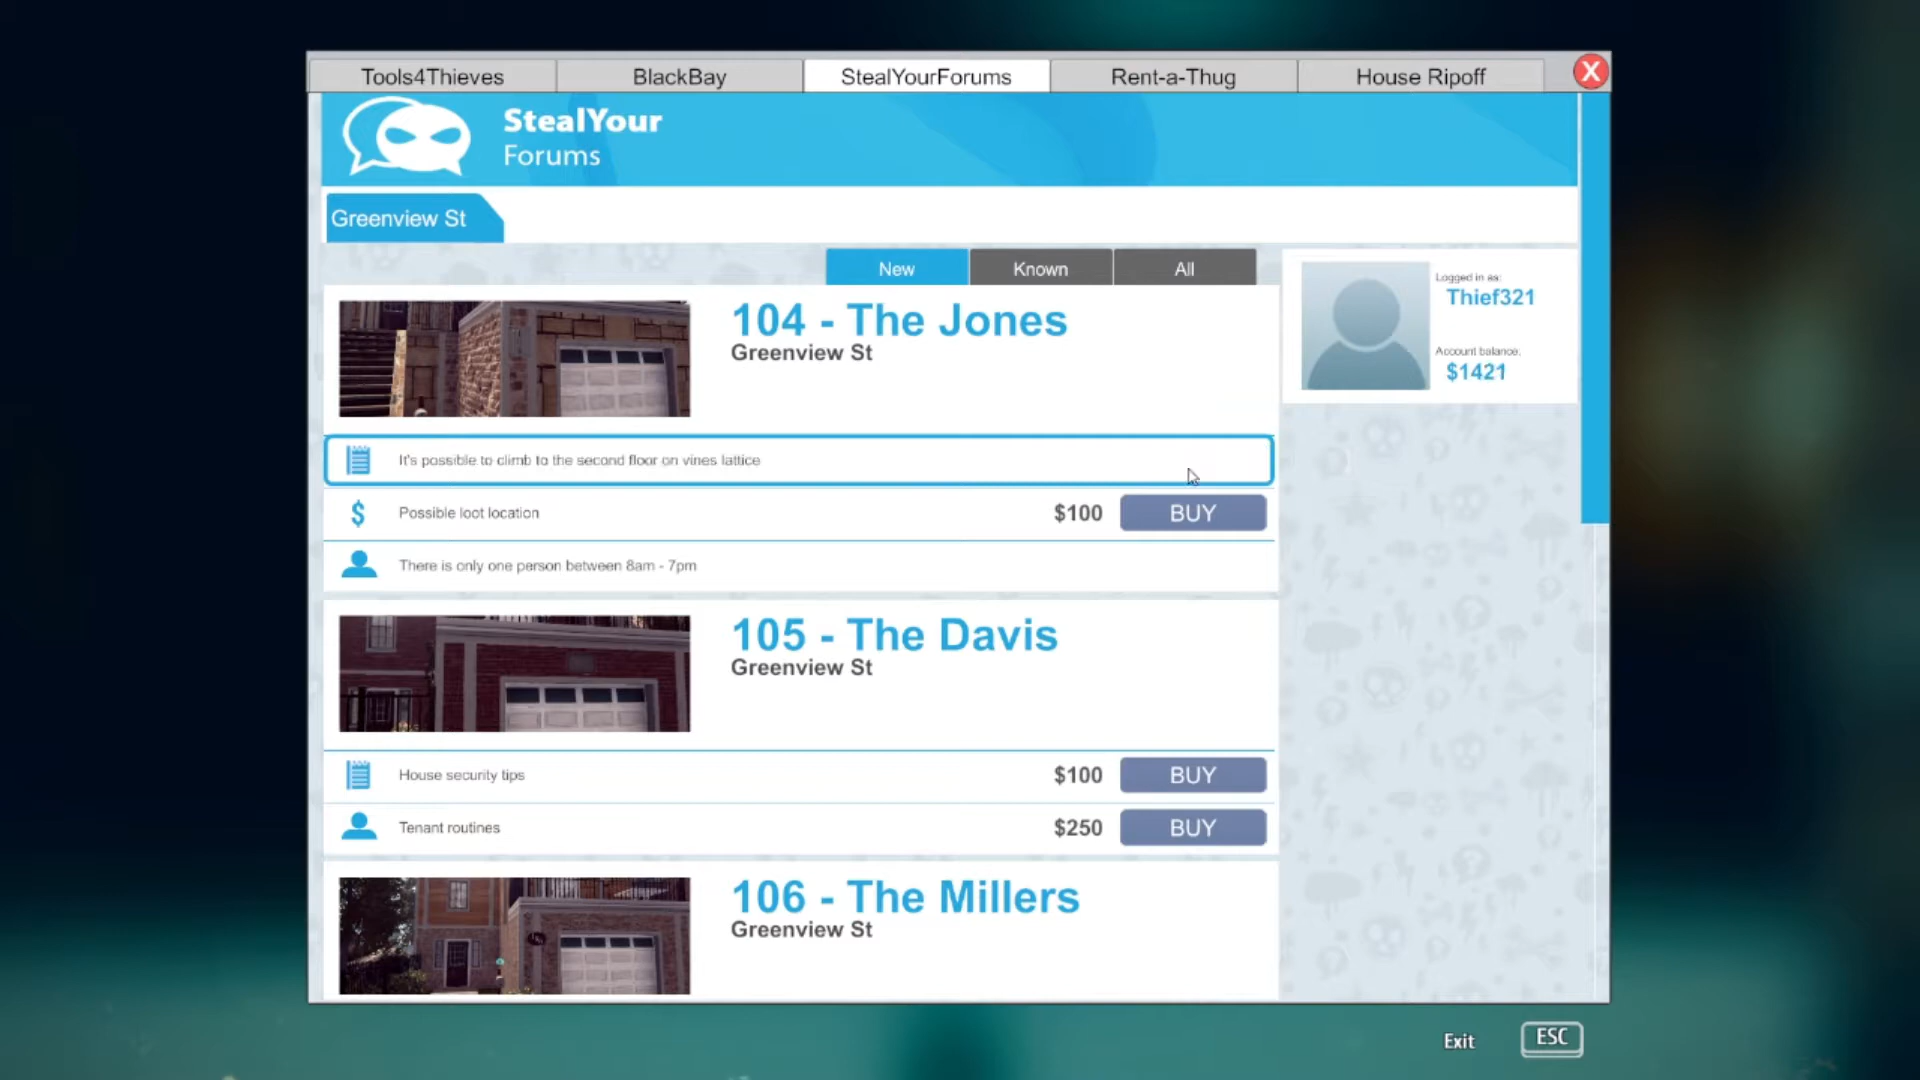 Tools4Thieves
BlackBay
StealYourForums
Rent-a-Thug
House Ripoff
X
StealYour
Forums
Greenview St
New
Known
All
Logged in as:
Thief321
Account balance:
$1421
104 - The Jones
Greenview St
It's possible to climb to the second floor on vines lattice
$
Possible loot location
$100
BUY
There is only one person between 8am - 7pm
105 - The Davis
Greenview St
House security tips
$100
BUY
Tenant routines
$250
BUY
106 - The Millers
Greenview St
Exit
ESC